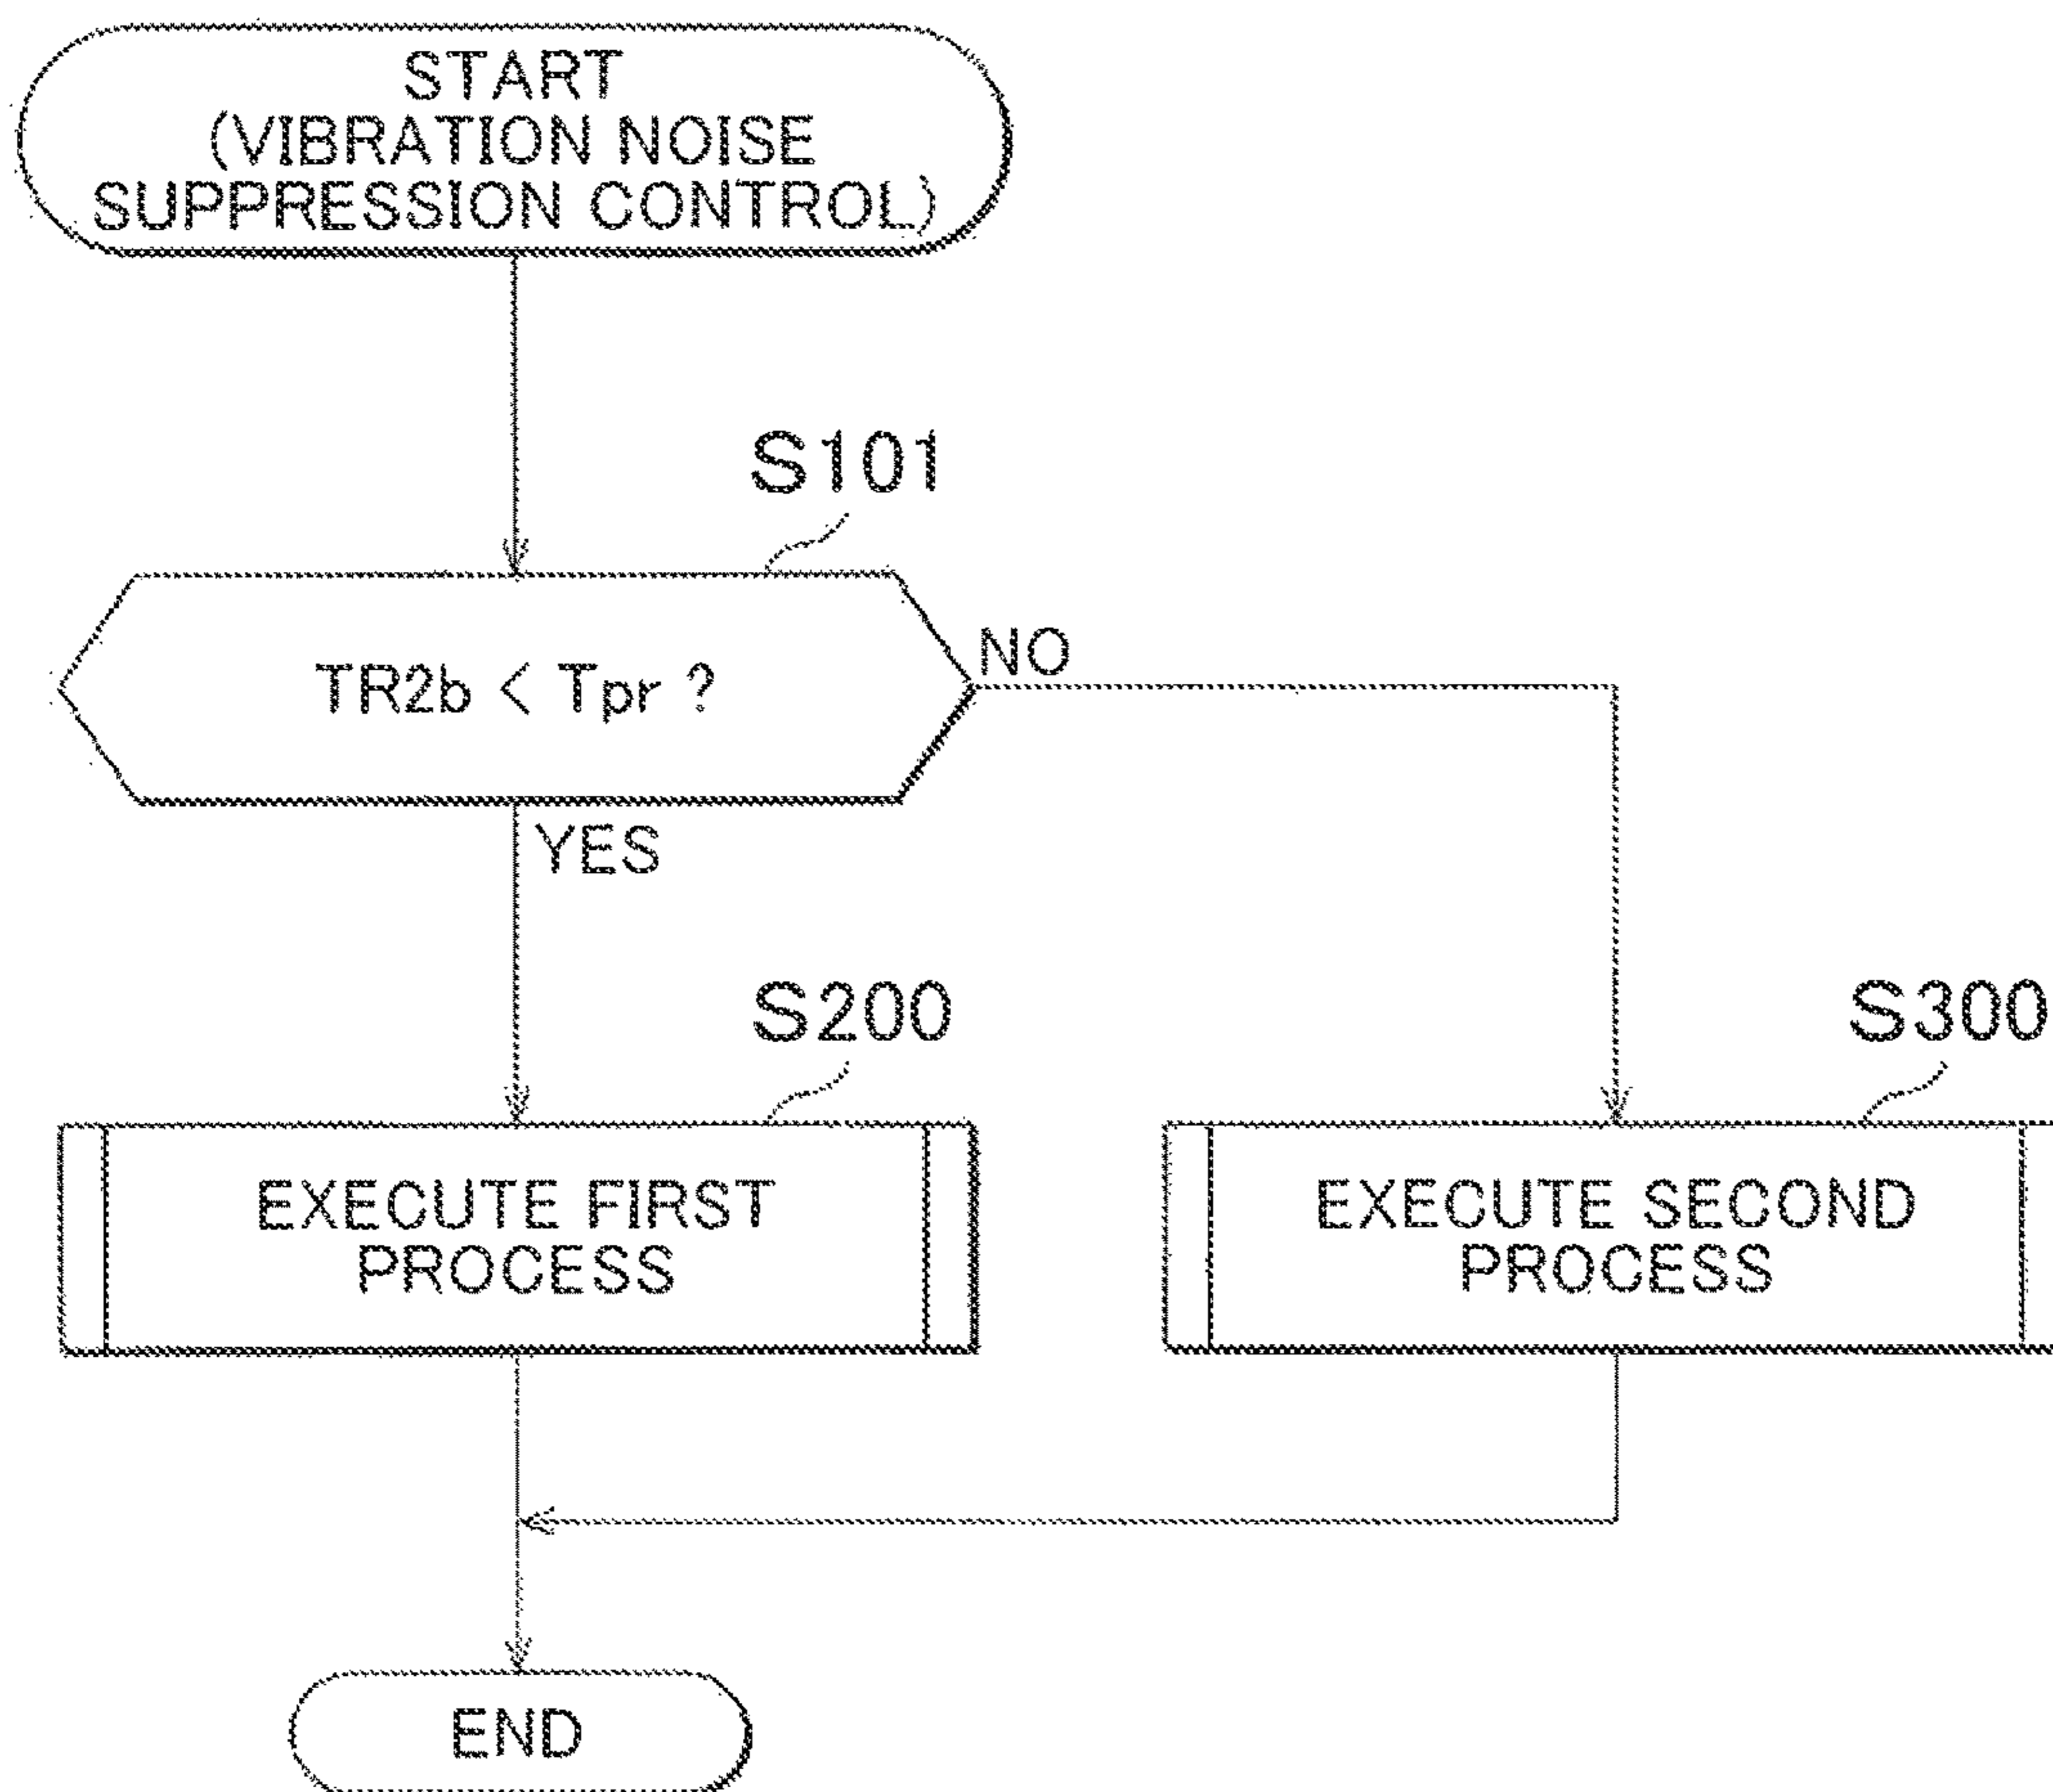 START
(VIBRATION NOISE
SUPPRESSION CONTROL)
S101
TR2b < Tpr ?
NO
YES
S200
S300
EXECUTE FIRST
PROCESS
EXECUTE SECOND
PROCESS
END